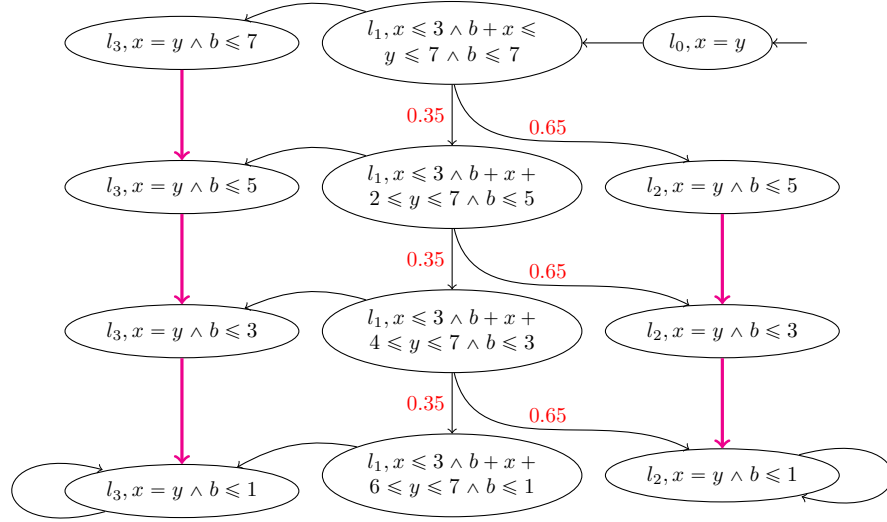 l₃, x = y ∧ b ⩽ 7
l₁, x ⩽ 3 ∧ b + x ⩽
y ⩽ 7 ∧ b ⩽ 7
l₀, x = y
0.35
0.65
l₃, x = y ∧ b ⩽ 5
l₁, x ⩽ 3 ∧ b + x +
2 ⩽ y ⩽ 7 ∧ b ⩽ 5
l₂, x = y ∧ b ⩽ 5
0.35
0.65
l₃, x = y ∧ b ⩽ 3
l₁, x ⩽ 3 ∧ b + x +
4 ⩽ y ⩽ 7 ∧ b ⩽ 3
l₂, x = y ∧ b ⩽ 3
0.35
0.65
l₃, x = y ∧ b ⩽ 1
l₁, x ⩽ 3 ∧ b + x +
6 ⩽ y ⩽ 7 ∧ b ⩽ 1
l₂, x = y ∧ b ⩽ 1